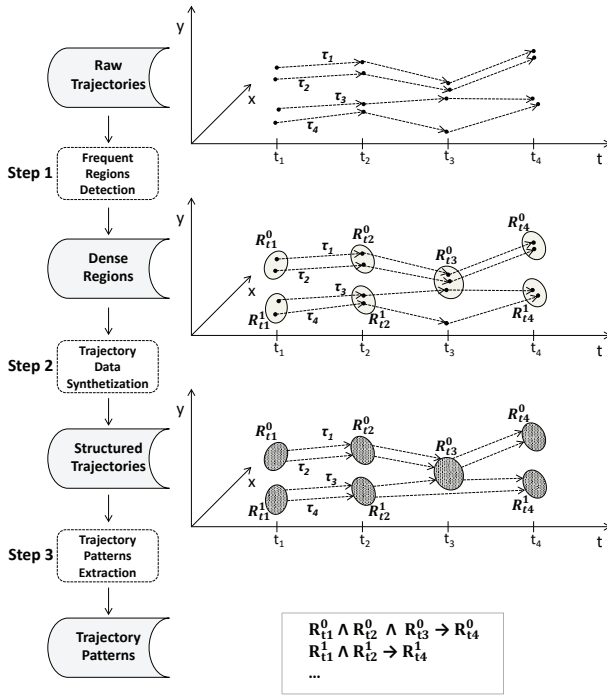 Raw
Trajectories
Step 1
Frequent
Regions
Detection
Dense
Regions
Step 2
Trajectory
Data
Synthetization
Structured
Trajectories
Step 3
Trajectory
Patterns
Extraction
Trajectory
Patterns
y
x
τ1
τ2
τ3
τ4
t1 t2 t3 t4 t
y
x
R⁰t1 R⁰t2 R⁰t3 R⁰t4
τ1
τ2
τ3
τ4
R¹t1 R¹t2 R¹t4
t1 t2 t3 t4 t
y
x
R⁰t1 R⁰t2 R⁰t3 R⁰t4
τ1
τ2
τ3
τ4
R¹t1 R¹t2 R¹t4
t1 t2 t3 t4 t
R⁰t1 ∧ R⁰t2 ∧ R⁰t3 → R⁰t4
R¹t1 ∧ R¹t2 → R¹t4
...